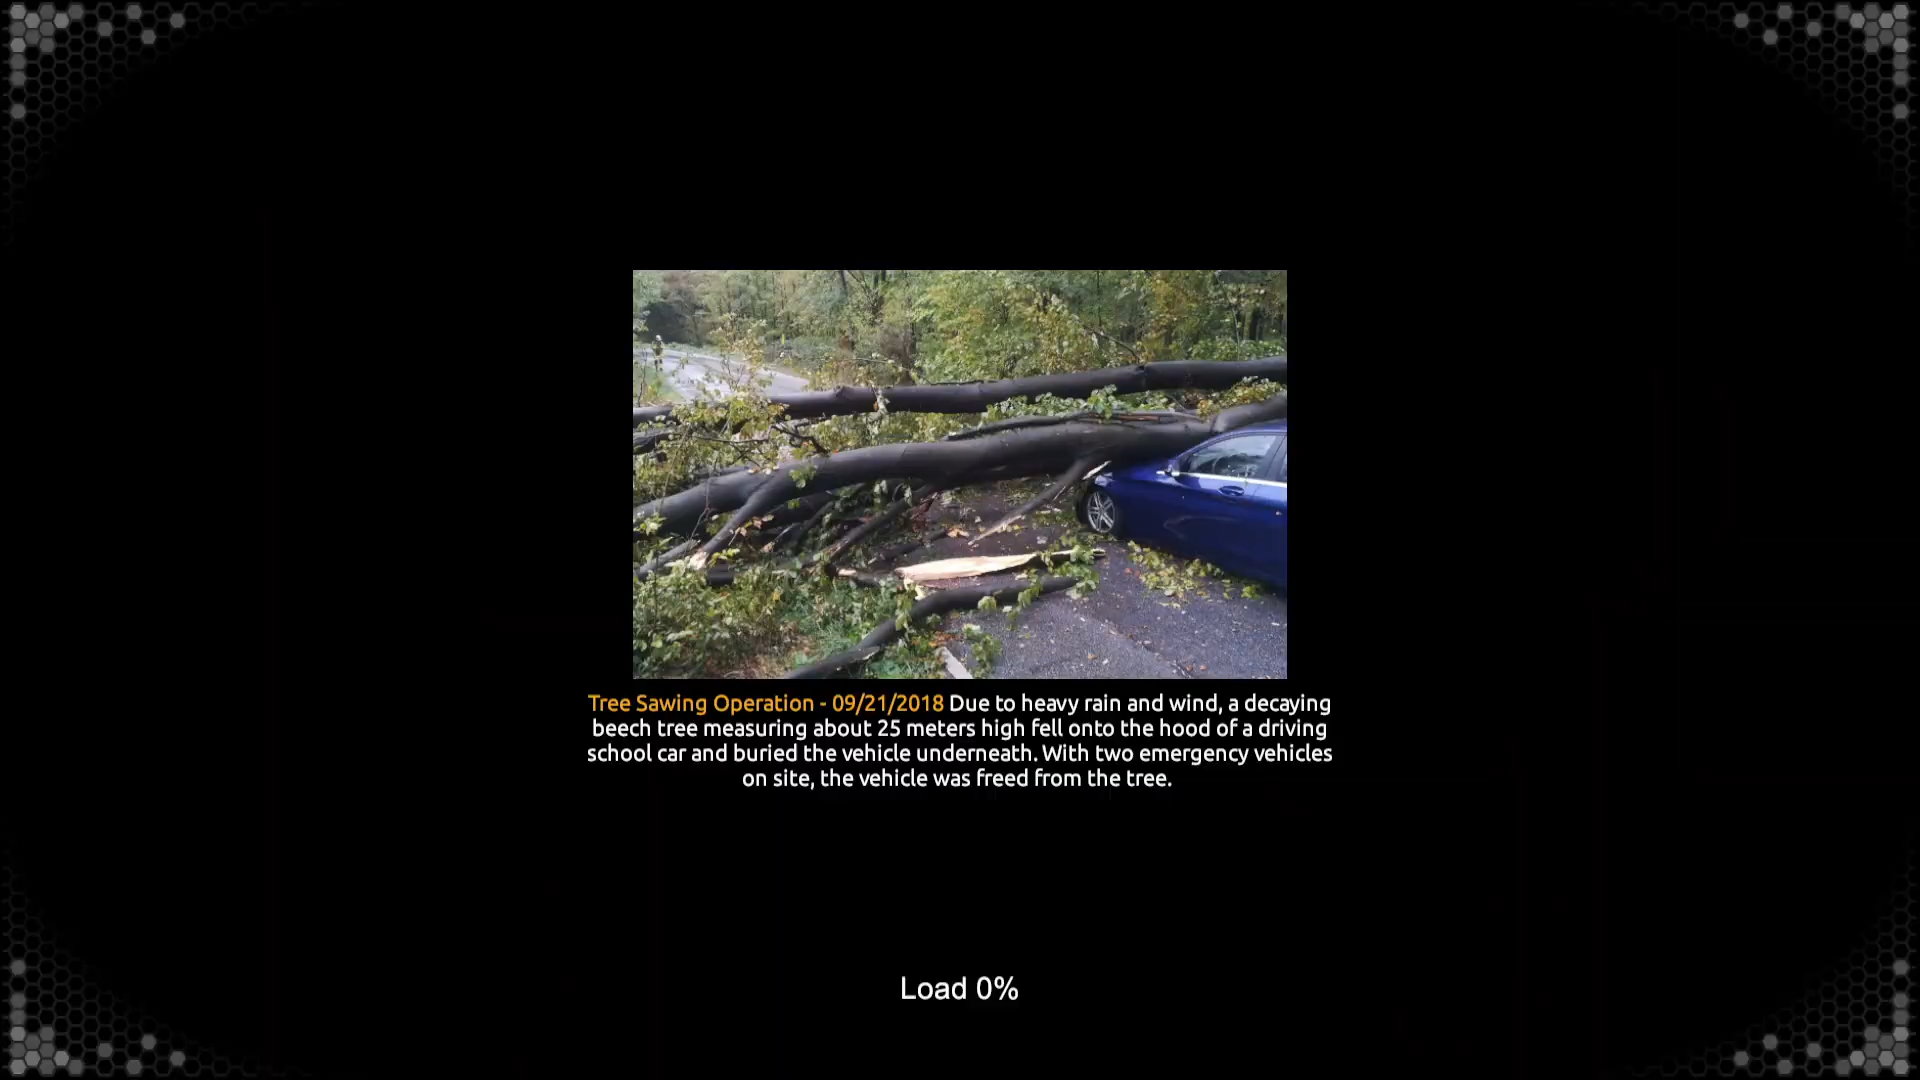 Tree Sawing Operation - 09/21/2018 Due to heavy rain and wind, a decaying
beech tree measuring about 25 meters high fell onto the hood of a driving
school car and buried the vehicle underneath. With two emergency vehicles
on site, the vehicle was freed from the tree.
Load 0%